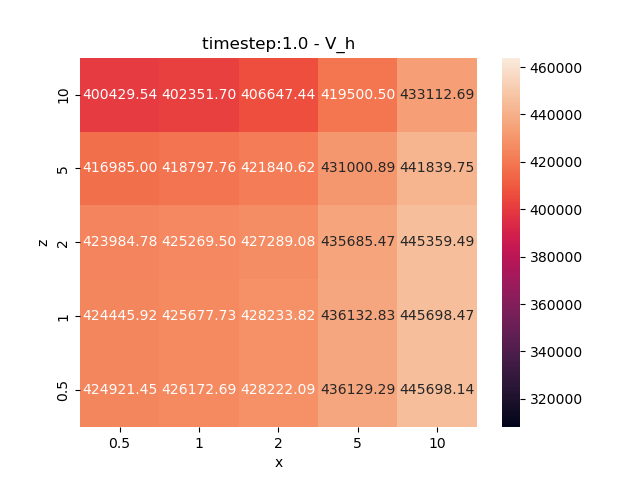 timestep:1.0 - V_h
10 400429.54 402351.70 406647.44 419500.50 433112.69
5 416985.00 418797.76 421840.62 431000.89 441839.75
z
2 423984.78 425269.50 427289.08 435685.47 445359.49
1 424445.92 425677.73 428233.82 436132.83 445698.47
0.5 424921.45 426172.69 428222.09 436129.29 445698.14
0.5 1 2 5 10
x
460000
440000
420000
400000
380000
360000
340000
320000